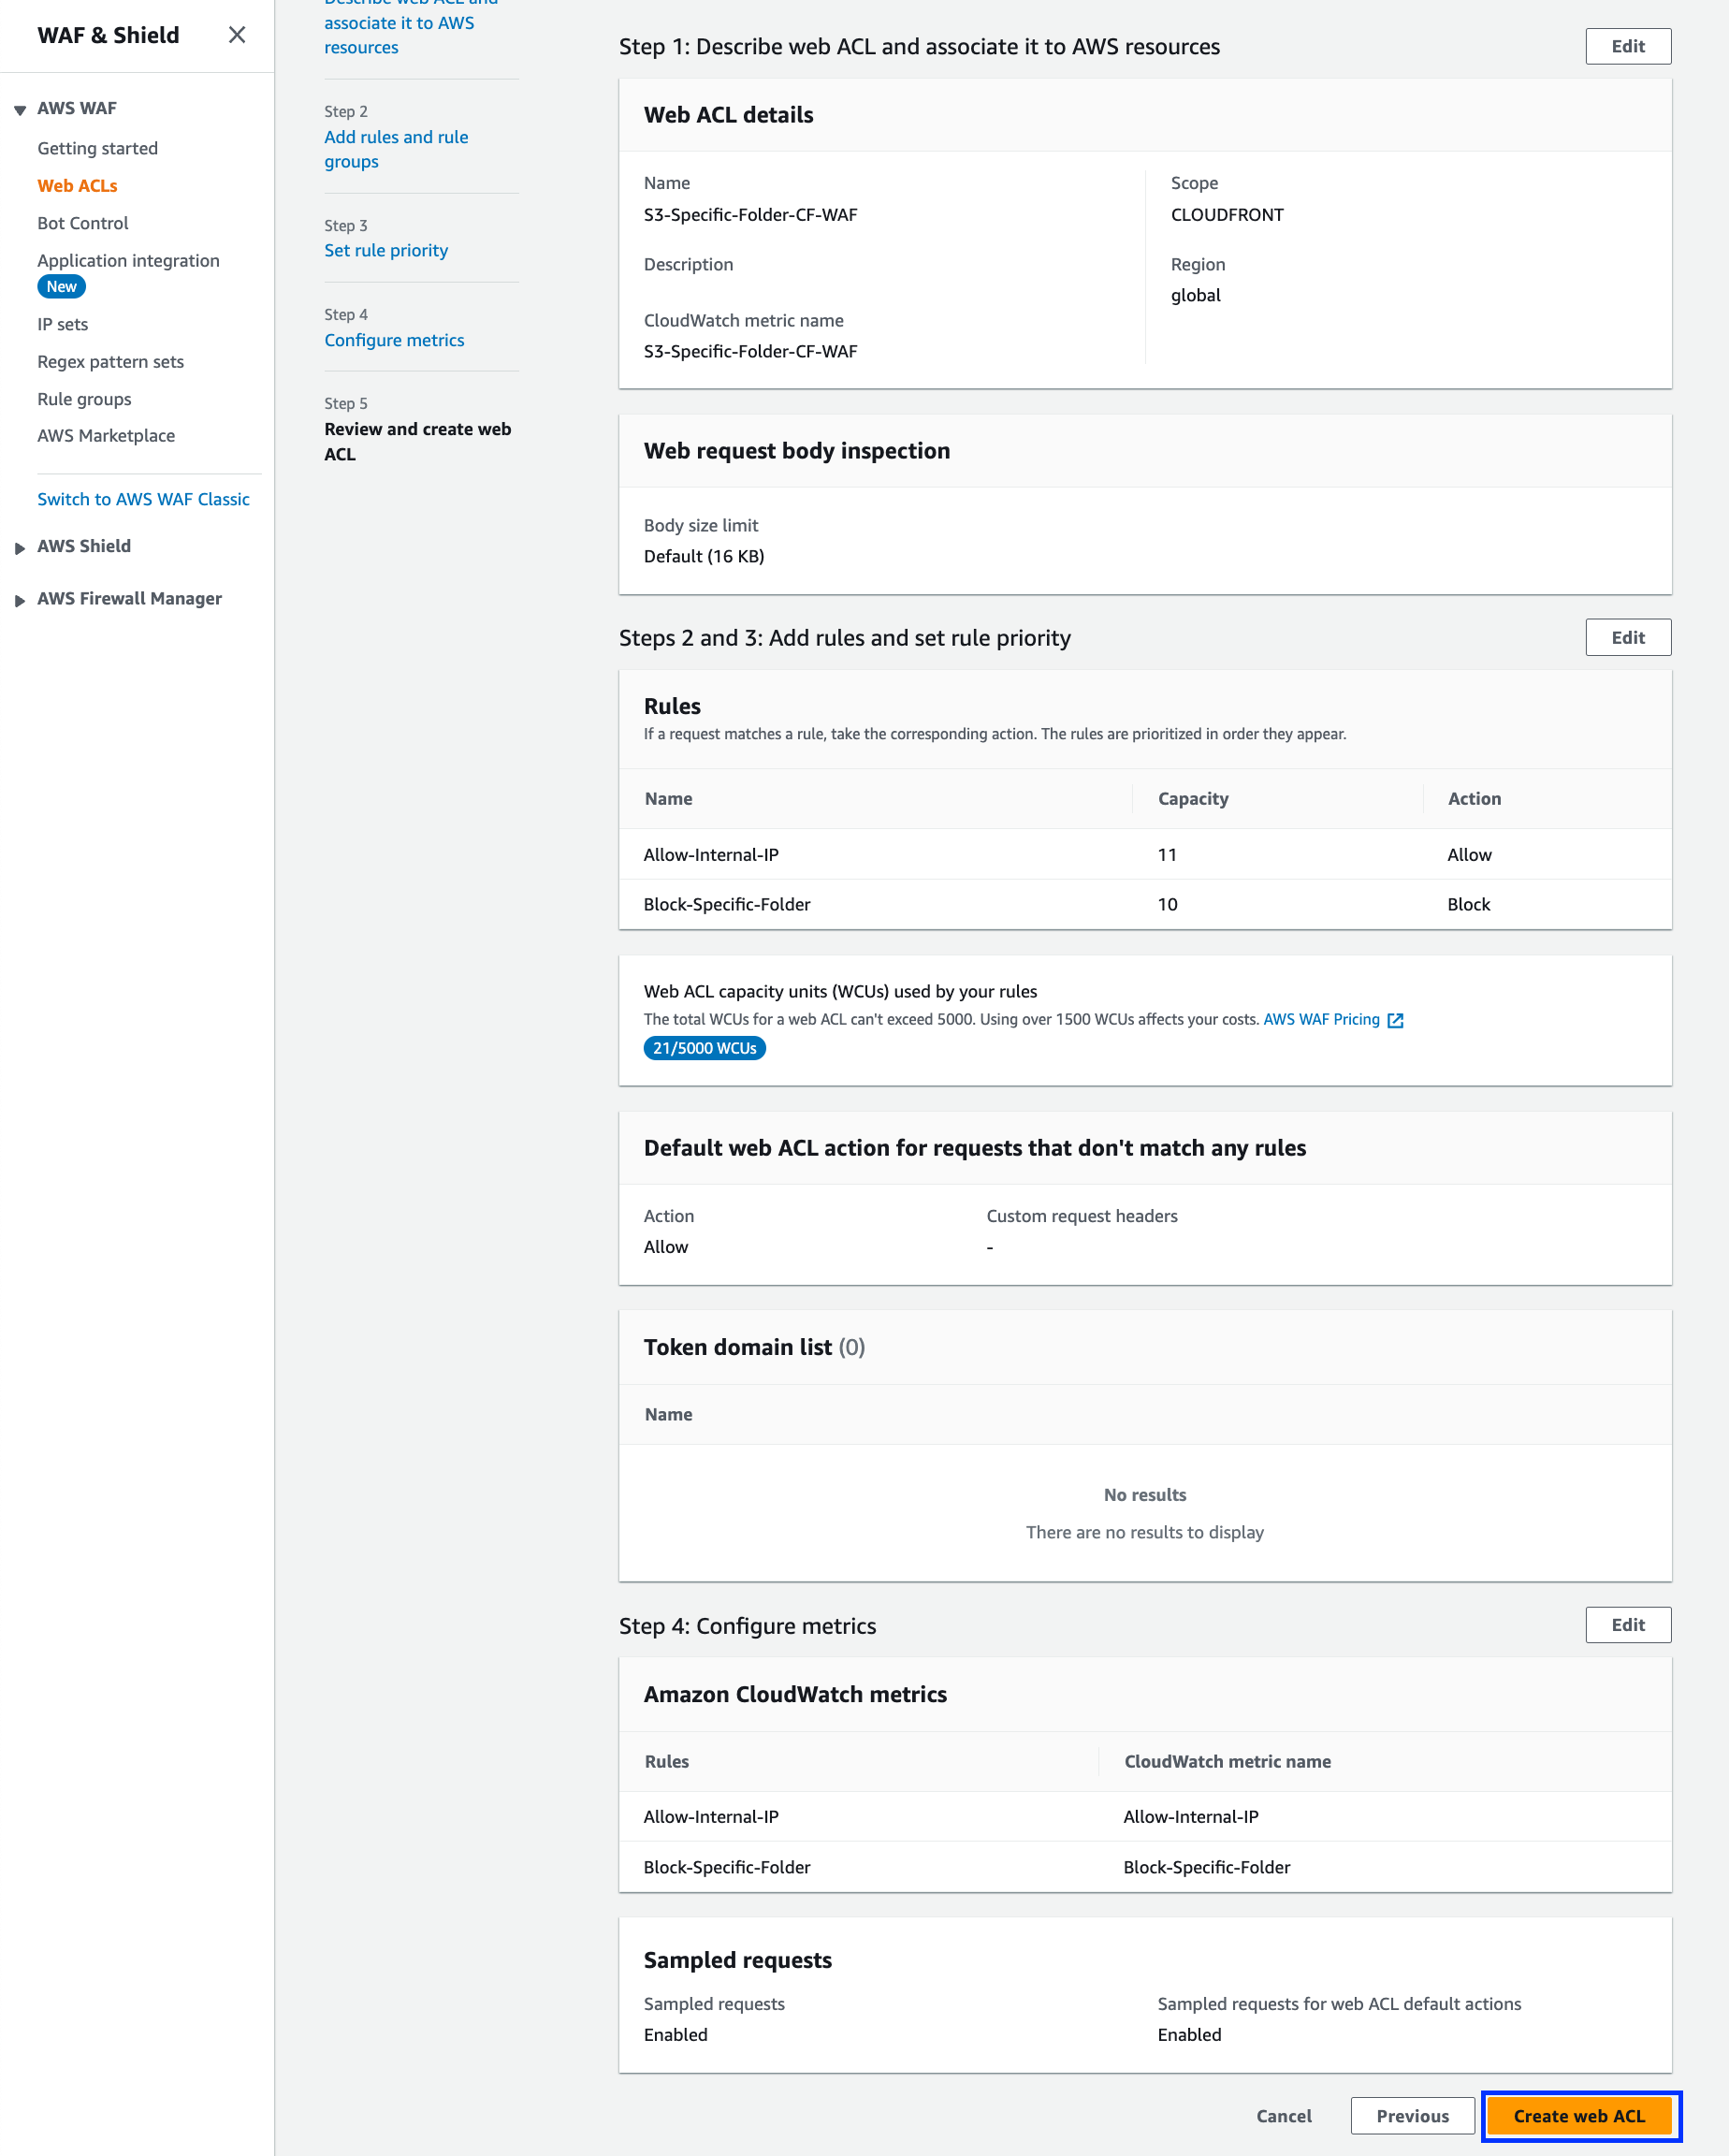 WAF & Shield
AWS WAF
Getting started
Web ACLs
Bot Control
Application integration
New
IP sets
Regex pattern sets
Rule groups
AWS Marketplace
Switch to AWS WAF Classic
AWS Shield
AWS Firewall Manager
Describe web ACL and
associate it to AWS
resources
Step 2
Add rules and rule
groups
Step 3
Set rule priority
Step 4
Configure metrics
Step 5
Review and create web
ACL
Step 1: Describe web ACL and associate it to AWS resources
Edit
Web ACL details
Name
S3-Specific-Folder-CF-WAF
Description
CloudWatch metric name
S3-Specific-Folder-CF-WAF
Scope
CLOUDFRONT
Region
global
Web request body inspection
Body size limit
Default (16 KB)
Steps 2 and 3: Add rules and set rule priority
Edit
Rules
If a request matches a rule, take the corresponding action. The rules are prioritized in order they appear.
Name Capacity Action
Allow-Internal-IP 11 Allow
Block-Specific-Folder 10 Block
Web ACL capacity units (WCUs) used by your rules
The total WCUs for a web ACL can't exceed 5000. Using over 1500 WCUs affects your costs. AWS WAF Pricing
21/5000 WCUs
Default web ACL action for requests that don't match any rules
Action Custom request headers
Allow -
Token domain list (0)
Name
No results
There are no results to display
Step 4: Configure metrics
Edit
Amazon CloudWatch metrics
Rules CloudWatch metric name
Allow-Internal-IP Allow-Internal-IP
Block-Specific-Folder Block-Specific-Folder
Sampled requests
Sampled requests Sampled requests for web ACL default actions
Enabled Enabled
Cancel Previous Create web ACL